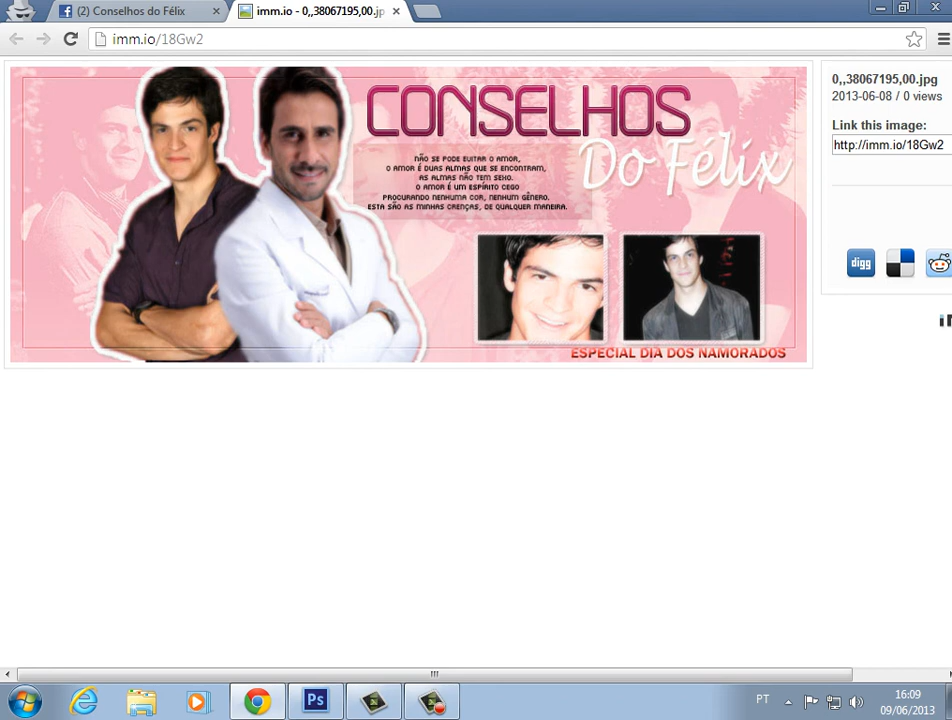 (2) Conselhos do Félix
imm.io - 0,,38067195,00.jp
imm.io/18Gw2
CONSELHOS
Do Félix
NÃO SE PODE EVITAR O AMOR,
O AMOR É DUAS ALMAS QUE SE ENCONTRAM,
AS ALMAS NÃO TEM SEXO.
O AMOR É UM ESPÍRITO CEGO
PROCURANDO NENHUMA COR, NENHUM GÊNERO.
ESTA SÃO AS MINHAS CRENÇAS, DE QUALQUER MANEIRA.
ESPECIAL DIA DOS NAMORADOS
0,,38067195,00.jpg
2013-06-08 / 0 views
Link this image:
http://imm.io/18Gw2
digg
Ps
PT
16:09
09/06/2013